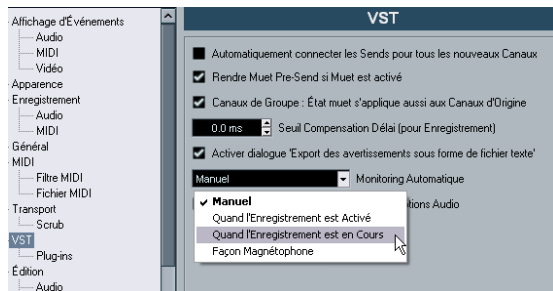 Affichage d'Événements
Audio
MIDI
Vidéo
Apparence
Enregistrement
Audio
MIDI
Général
MIDI
Filtre MIDI
Fichier MIDI
Transport
Scrub
VST
Plug-ins
Édition
Audio
VST
Automatiquement connecter les Sends pour tous les nouveaux Canaux
Rendre Muet Pre-Send si Muet est activé
Canaux de Groupe : État muet s'applique aussi aux Canaux d'Origine
0.0 ms Seuil Compensation Délai (pour Enregistrement)
Activer dialogue 'Export des avertissements sous forme de fichier texte'
Manuel Monitoring Automatique
Manuel
Quand l'Enregistrement est Activé
Quand l'Enregistrement est en Cours
Façon Magnétophone
Audio